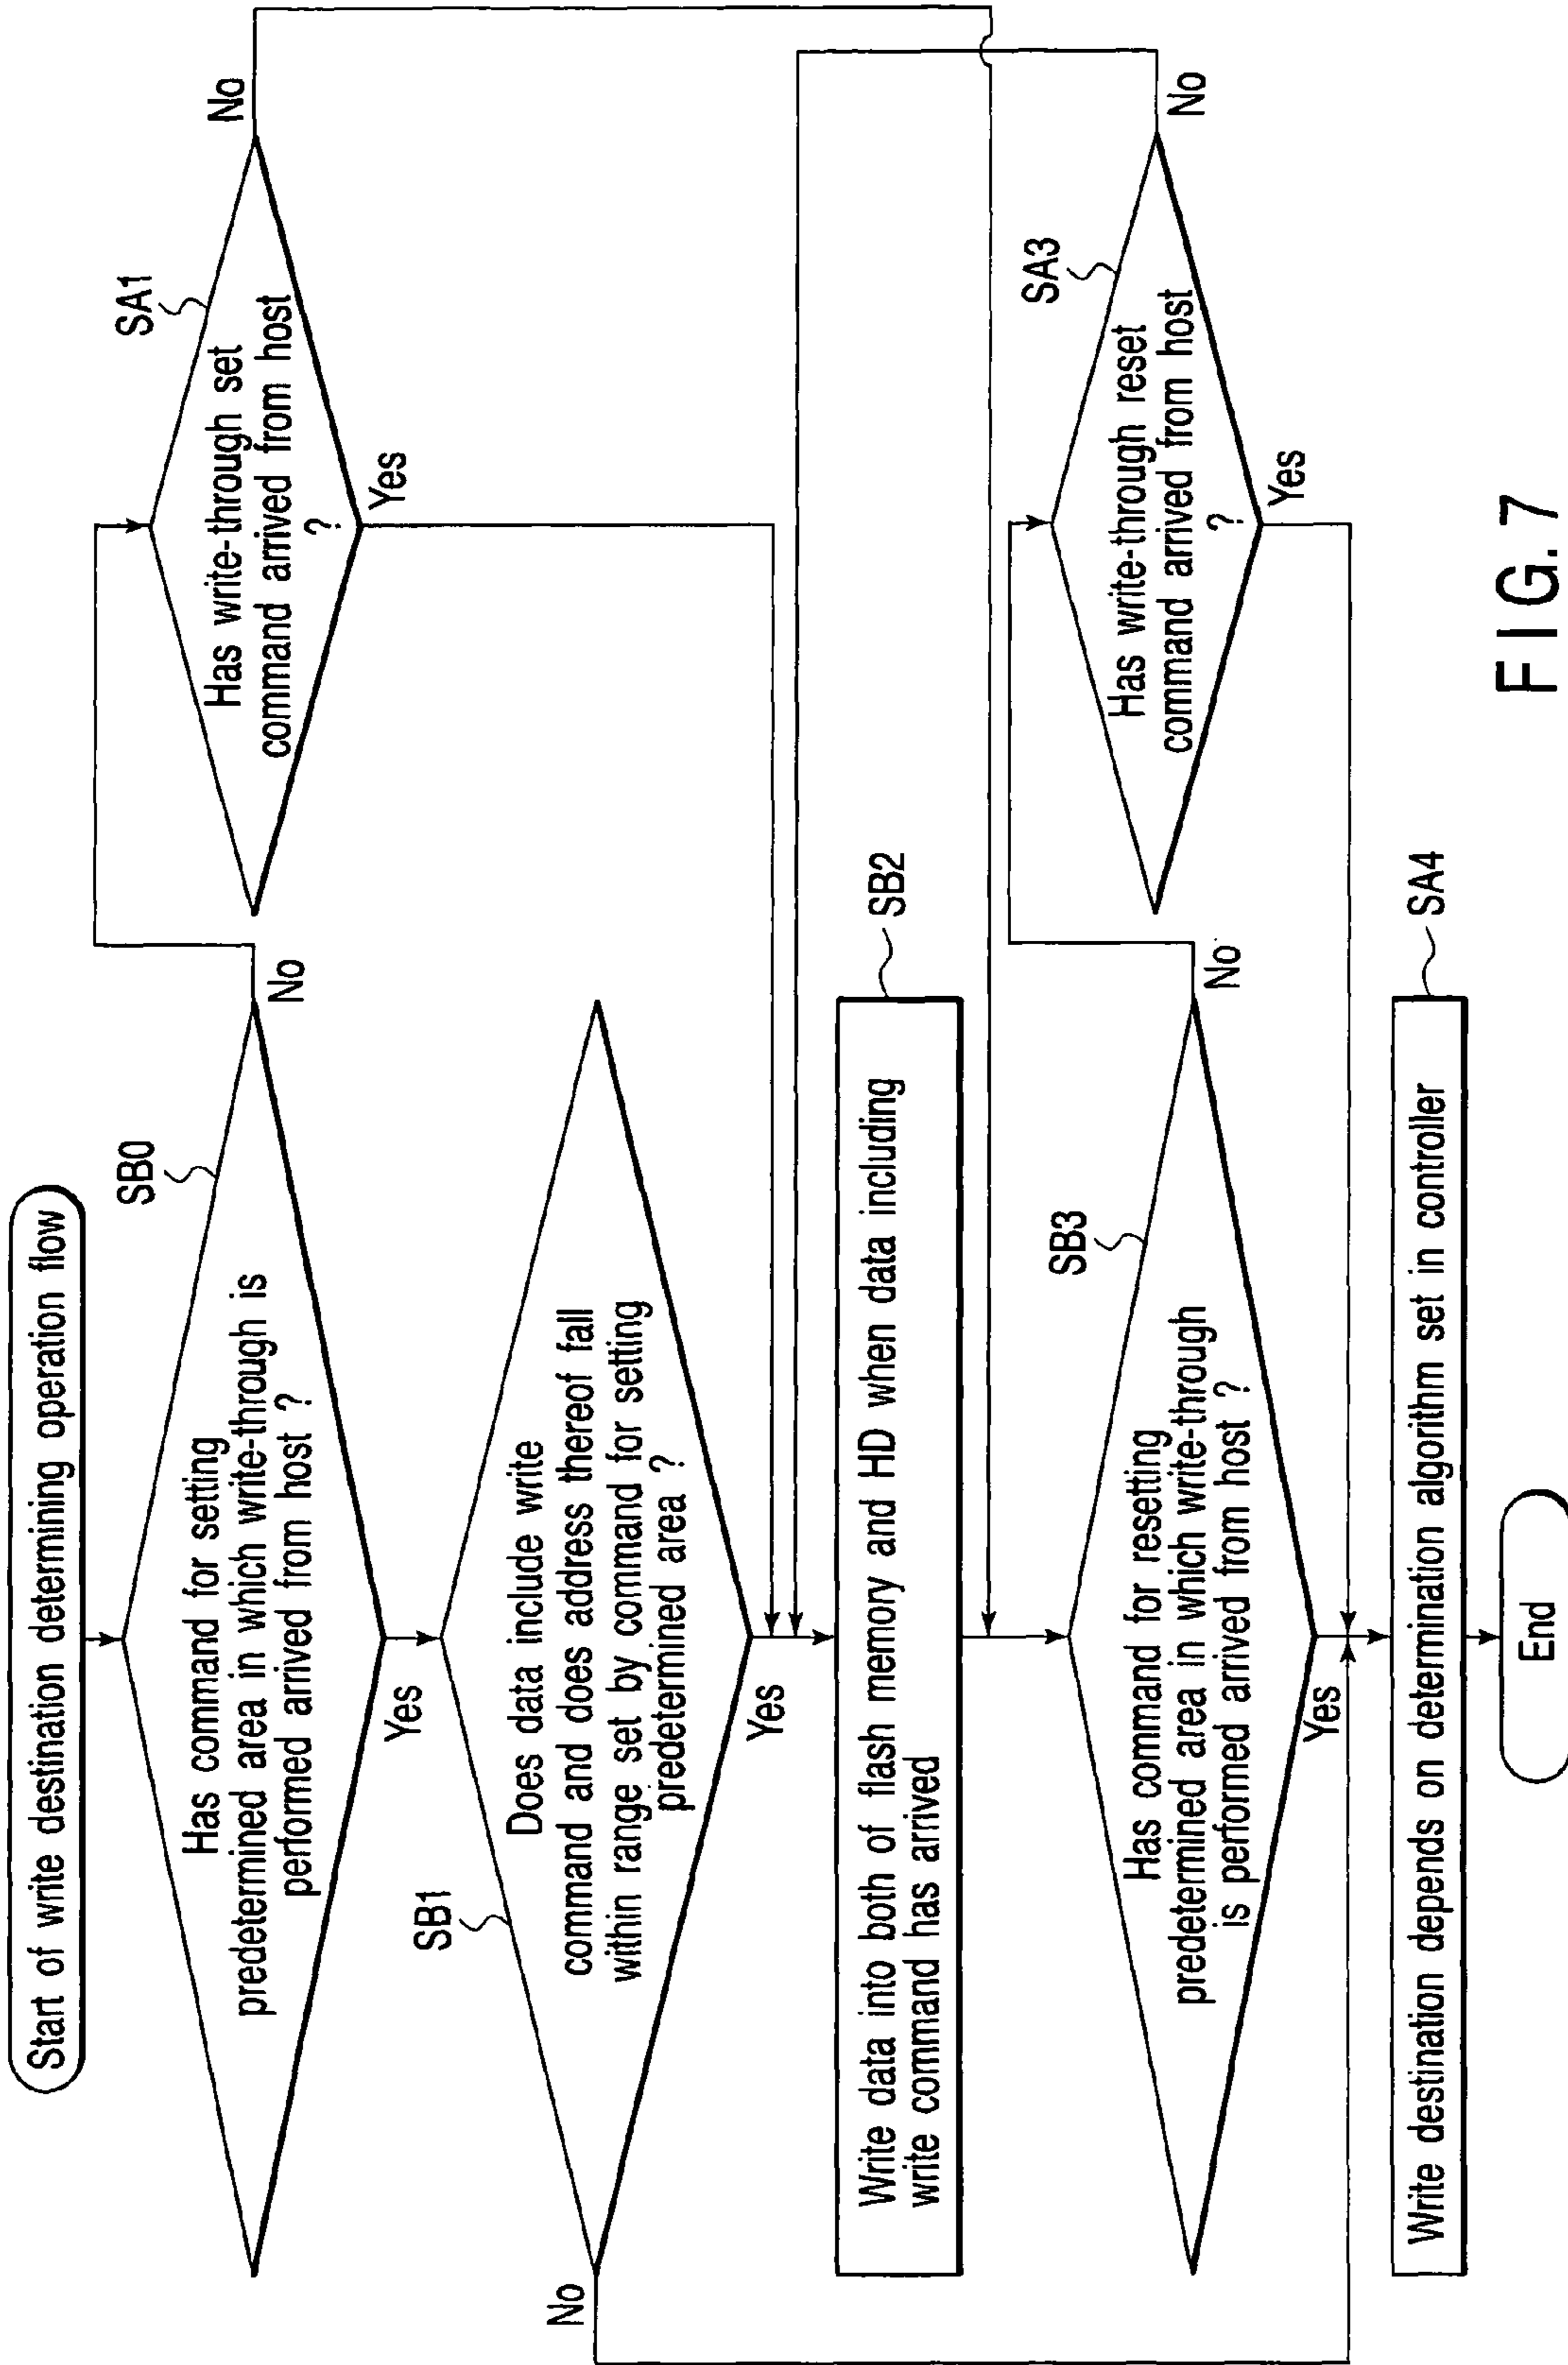 Start of write destination determining operation flow
SB0
Has command for setting
predetermined area in which write-through is
performed arrived from host ?
No
Yes
SA1
Has write-through set
command arrived from host
?
No
Yes
SB1
Does data include write
command and does address thereof fall
within range set by command for setting
predetermined area ?
No
Yes
SB2
Write data into both of flash memory and HD when data including
write command has arrived
SB3
Has command for resetting
predetermined area in which write-through
is performed arrived from host ?
No
Yes
SA3
Has write-through reset
command arrived from host
?
No
Yes
SA4
Write destination depends on determination algorithm set in controller
End
FIG. 7